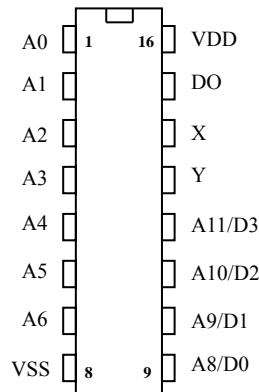 A0 1 16 VDD
A1 DO
A2 X
A3 Y
A4 A11/D3
A5 A10/D2
A6 A9/D1
VSS 8 9 A8/D0